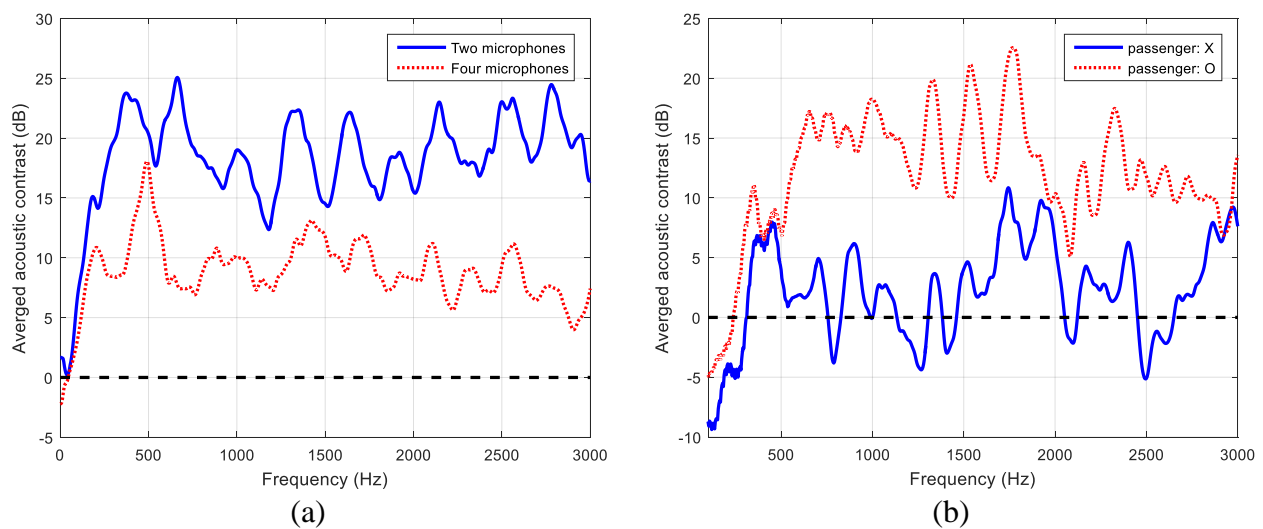 30
25
20
15
10
5
0
-5
Averged acoustic contrast (dB)
Two microphones
Four microphones
0 500 1000 1500 2000 2500 3000
Frequency (Hz)
(a)
25
20
15
10
5
0
-5
-10
Averged acoustic contrast (dB)
passenger: X
passenger: O
500 1000 1500 2000 2500 3000
Frequency (Hz)
(b)